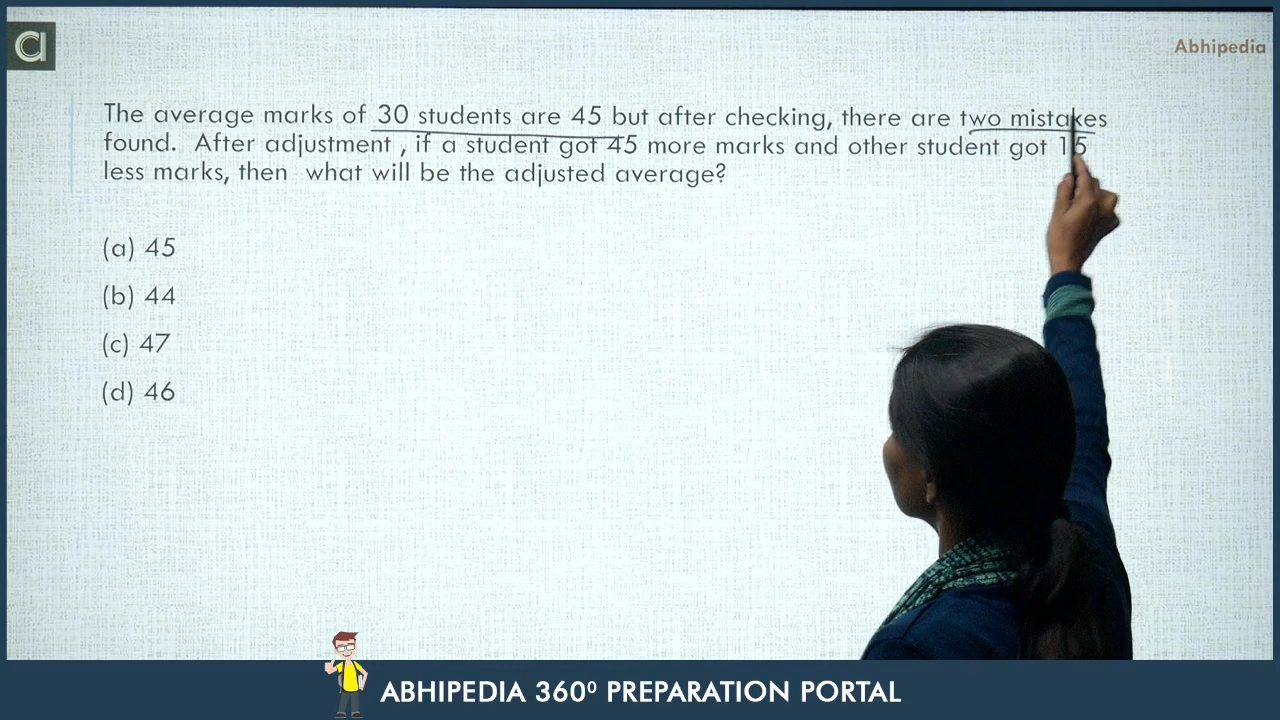 Abhipedia
The average marks of 30 students are 45 but after checking, there are two mistakes
found. After adjustment , if a student got 45 more marks and other student got 15
less marks, then what will be the adjusted average?
(a) 45
(b) 44
(c) 47
(d) 46
ABHIPEDIA 360⁰ PREPARATION PORTAL